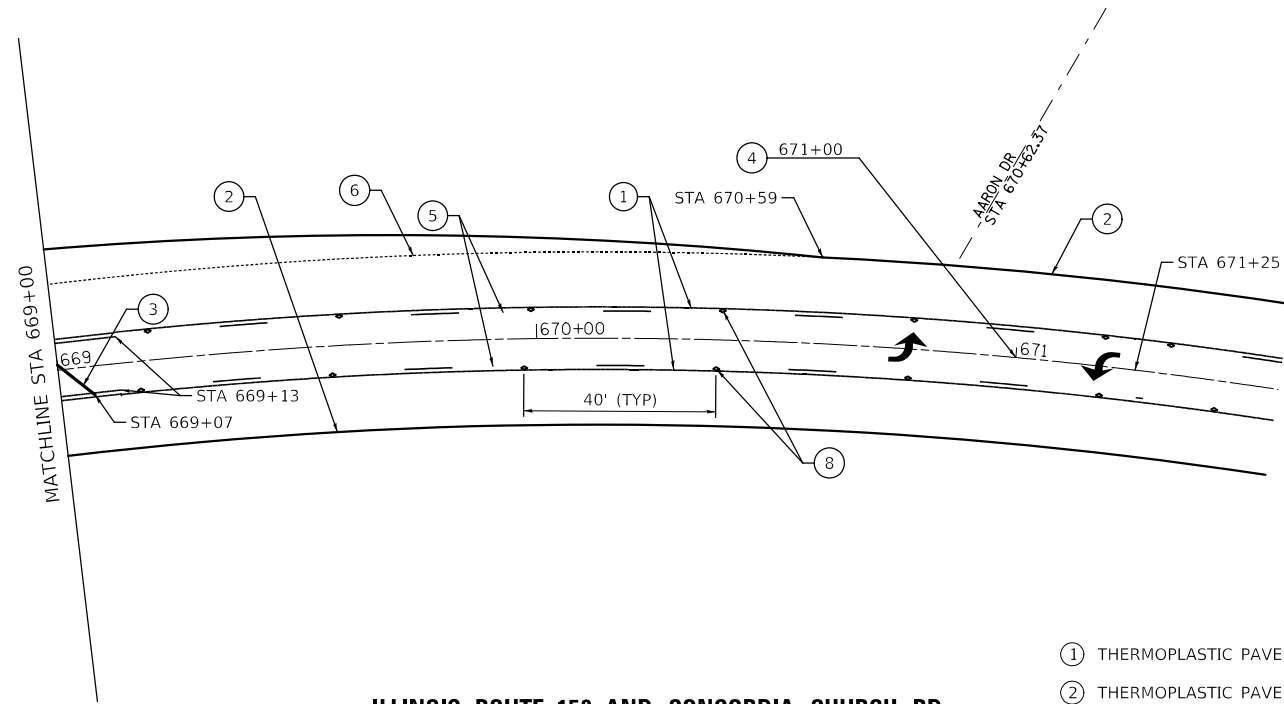 AARON DR
STA 670+62.37
4
671+00
6
2
1
STA 670+59
5
2
STA 671+25
MATCHLINE STA 669+00
3
670+00
671
669
STA 669+13
40' (TYP)
STA 669+07
8
1 THERMOPLASTIC PAVE
2 THERMOPLASTIC PAVE